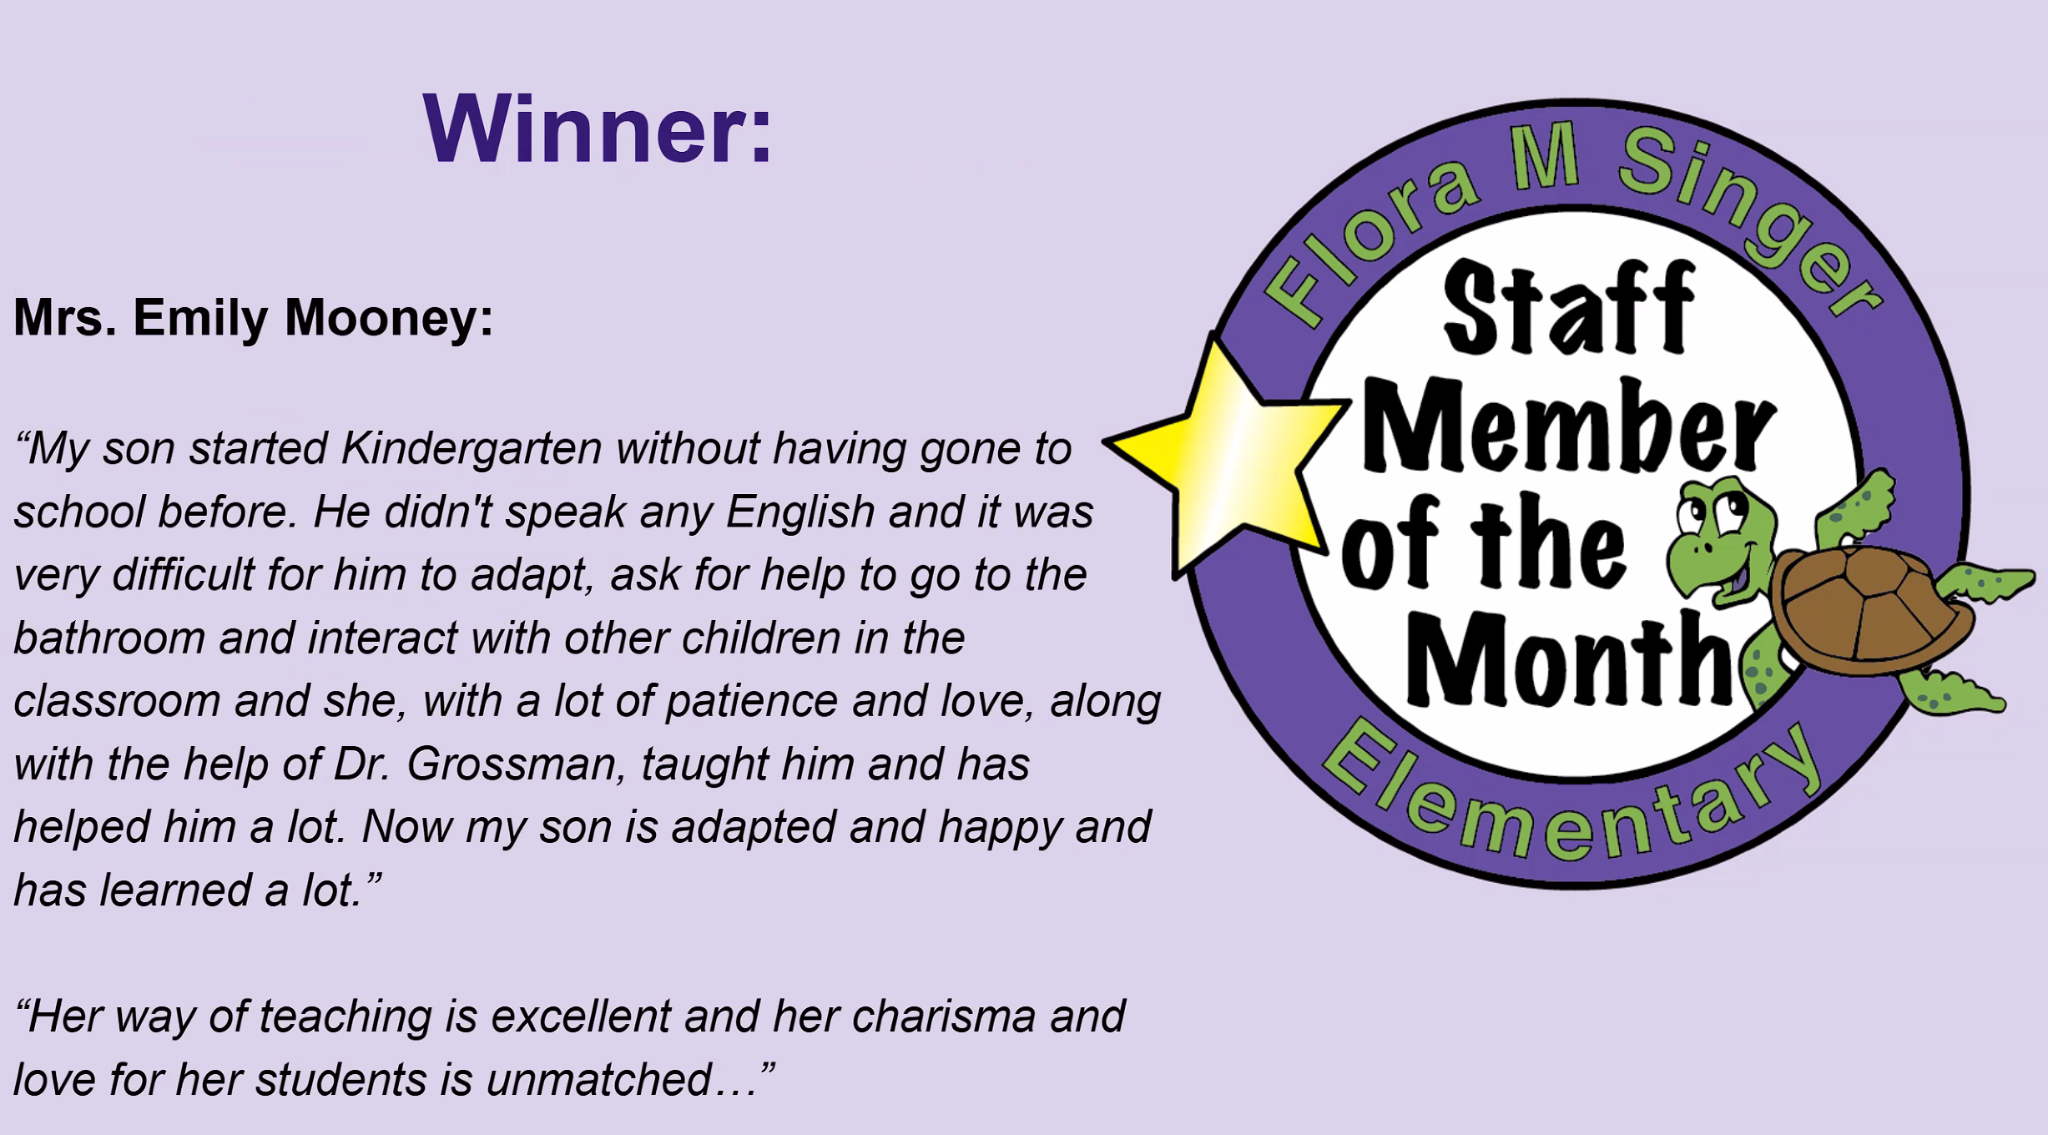 Winner:
Mrs. Emily Mooney:
“My son started Kindergarten without having gone to
school before. He didn't speak any English and it was
very difficult for him to adapt, ask for help to go to the
bathroom and interact with other children in the
classroom and she, with a lot of patience and love, along
with the help of Dr. Grossman, taught him and has
helped him a lot. Now my son is adapted and happy and
has learned a lot.”
“Her way of teaching is excellent and her charisma and
love for her students is unmatched…”
Flora M Singer
Staff
Member
of the
Month
Elementary